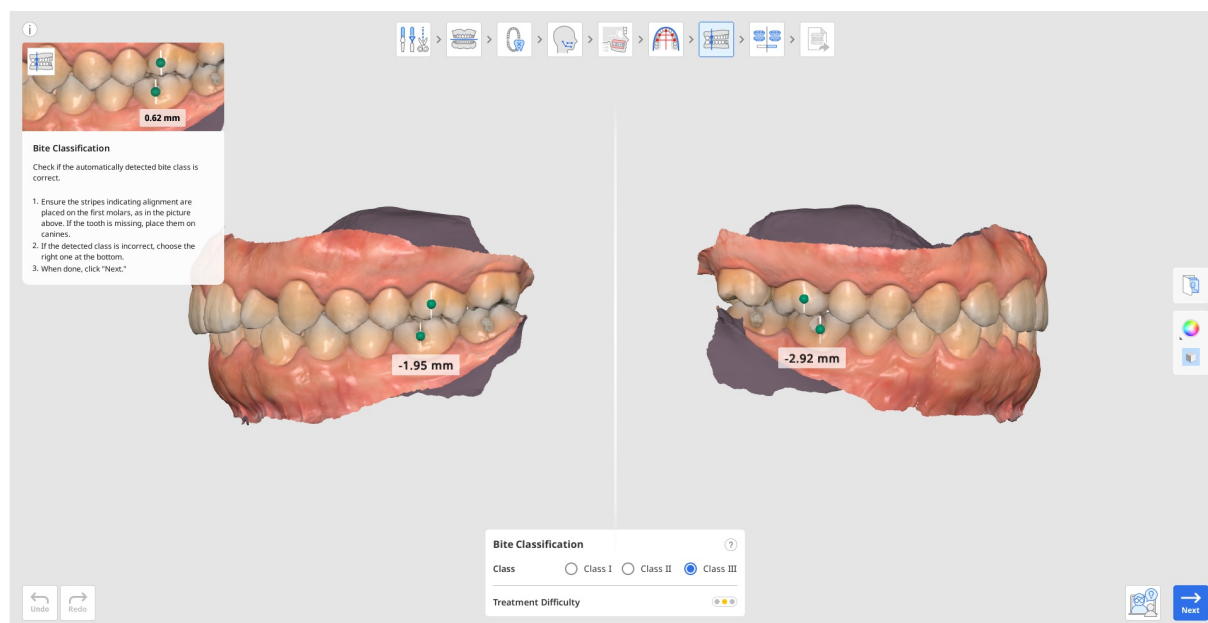 i
0.62 mm
Bite Classification
Check if the automatically detected bite class is
correct.
1. Ensure the stripes indicating alignment are
placed on the first molars, as in the picture
above. If the tooth is missing, place them on
canines.
2. If the detected class is incorrect, choose the
right one at the bottom.
3. When done, click "Next."
-1.95 mm
-2.92 mm
Bite Classification ?
Class Class I Class II Class III
Treatment Difficulty
Undo Redo
? Next